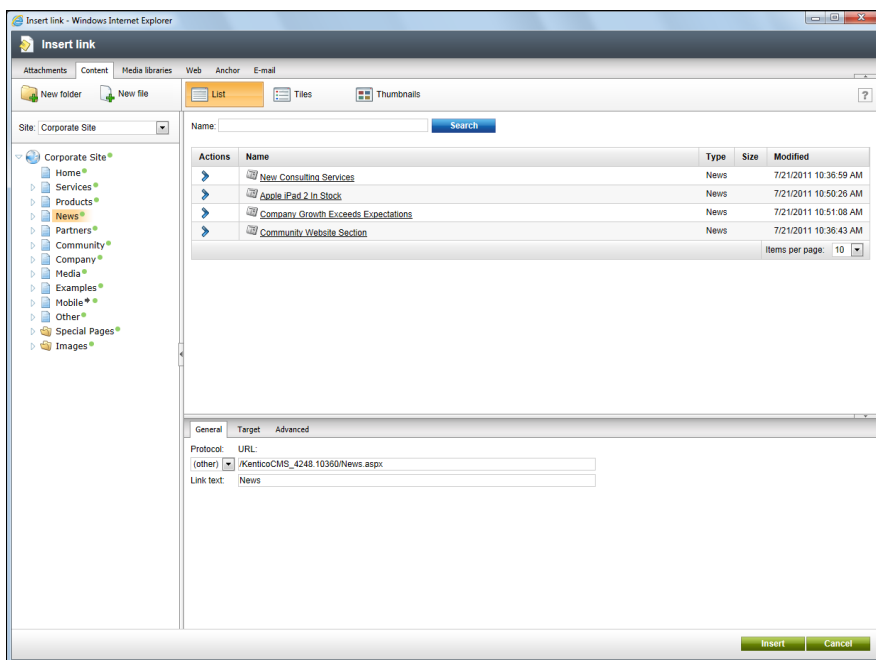 Insert link - Windows Internet Explorer
Insert link
Attachments Content Media libraries Web Anchor E-mail
New folder New file List Tiles Thumbnails ?
Site: Corporate Site
Name: Search
Corporate Site
Home
Services
Products
News
Partners
Community
Company
Media
Examples
Mobile
Other
Special Pages
Images
Actions Name Type Size Modified
New Consulting Services News 7/21/2011 10:36:59 AM
Apple iPad 2 In Stock News 7/21/2011 10:50:26 AM
Company Growth Exceeds Expectations News 7/21/2011 10:51:08 AM
Community Website Section News 7/21/2011 10:36:43 AM
Items per page: 10
General Target Advanced
Protocol: URL:
(other) /KenticoCMS_4248.10360/News.aspx
Link text: News
Insert Cancel